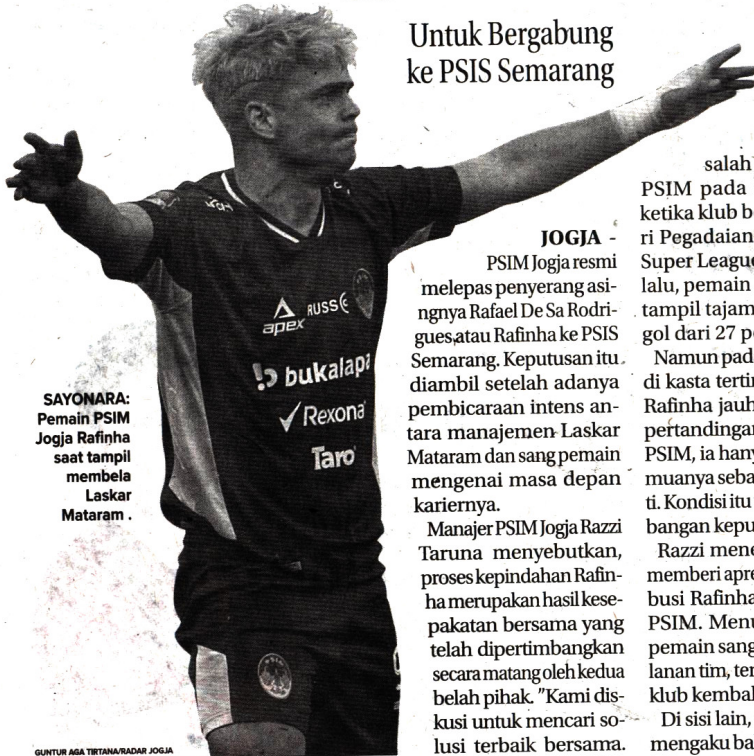 Untuk Bergabung
ke PSIS Semarang
apex
RUSS
bukalapa
Rexona
Taro
PSIM
SAYONARA:
Pemain PSIM
Jogja Rafinha
saat tampil
membela
Laskar
Mataram .
GUNTUR AGA TIRTANA/RADAR JOGJA
JOGJA -
PSIM Jogja resmi
melepas penyerang asi-
ngnya Rafael De Sa Rodri-
gues,atau Rafinha ke PSIS
Semarang. Keputusan itu
diambil setelah adanya
pembicaraan intens an-
tara manajemen Laskar
Mataram dan sang pemain
mengenai masa depan
kariernya.
Manajer PSIM Jogja Razzi
Taruna menyebutkan,
proses kepindahan Rafin-
ha merupakan hasil kese-
pakatan bersama yang
telah dipertimbangkan
secara matang oleh kedua
belah pihak. "Kami dis-
kusi untuk mencari so-
lusi terbaik bersama.
salah
PSIM pada
ketika klub b
ri Pegadaian
Super League
lalu, pemain
tampil tajam
gol dari 27 p
Namun pad
di kasta tertin
Rafinha jauh
pertandingan
PSIM, ia hany
muanya seba
ti. Kondisi itu
bangan kepu
Razzi mene
memberi apre
busi Rafinha
PSIM. Menu
pemain sang
lanan tim, ter
klub kembal
Di sisi lain,
mengaku ba